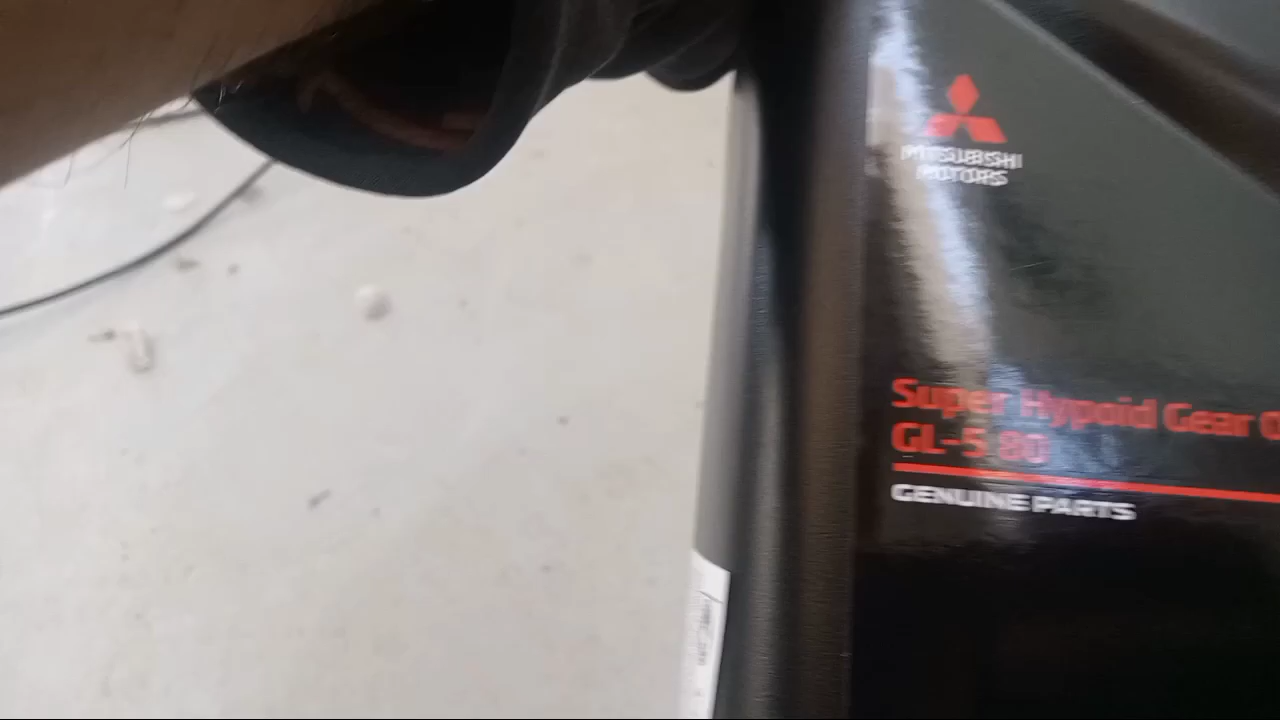 MITSUBISHI
MOTORS
Super Hypoid Gear O
GL-5 80
GENUINE PARTS